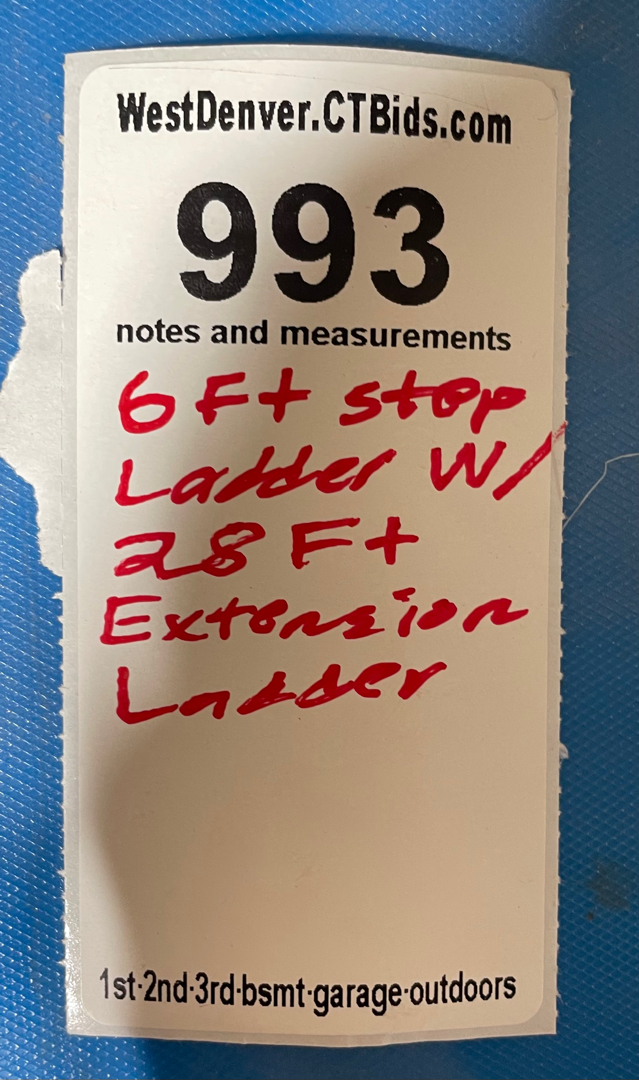 WestDenver.CTBids.com
993
notes and measurements
6 Ft step
Ladder W/
28 Ft
Extension
Ladder
1st·2nd·3rd·bsmt·garage·outdoors